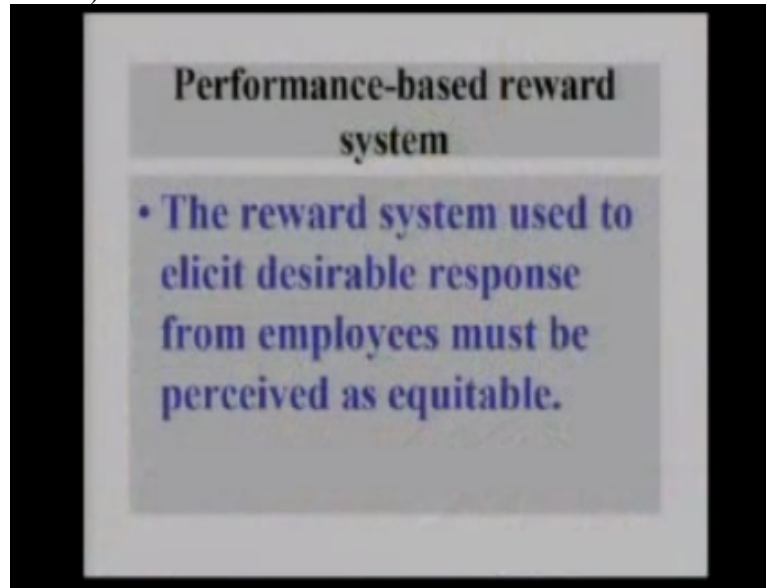 Performance-based reward
system
• The reward system used to
elicit desirable response
from employees must be
perceived as equitable.